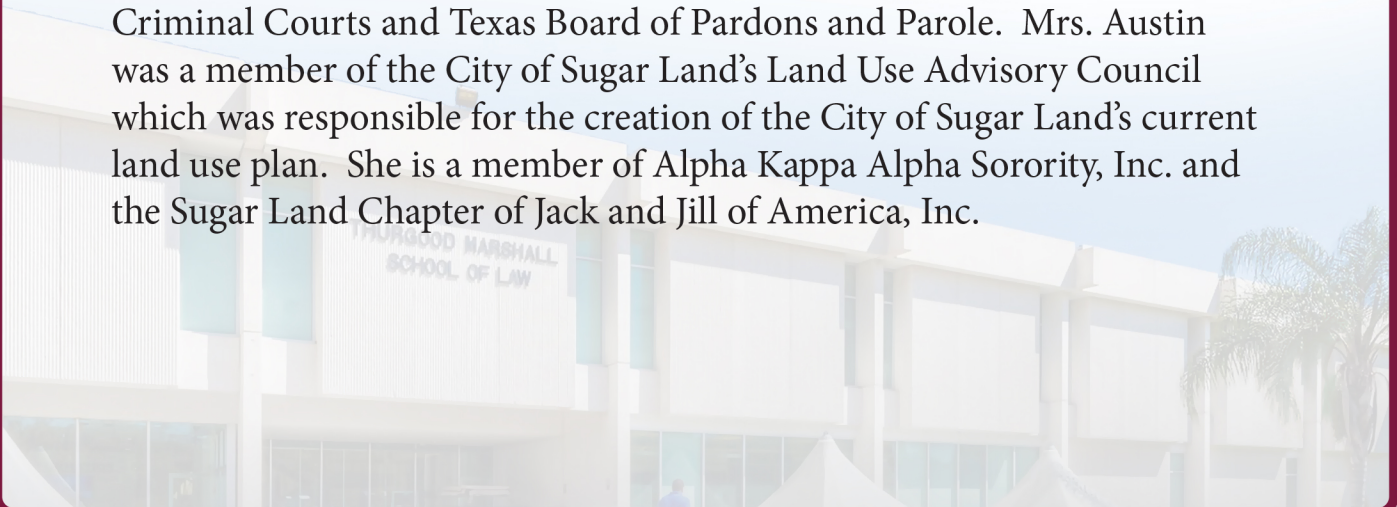 Criminal Courts and Texas Board of Pardons and Parole.  Mrs. Austin
was a member of the City of Sugar Land’s Land Use Advisory Council
which was responsible for the creation of the City of Sugar Land’s current
land use plan.  She is a member of Alpha Kappa Alpha Sorority, Inc. and
the Sugar Land Chapter of Jack and Jill of America, Inc.
THURGOOD MARSHALL
SCHOOL OF LAW